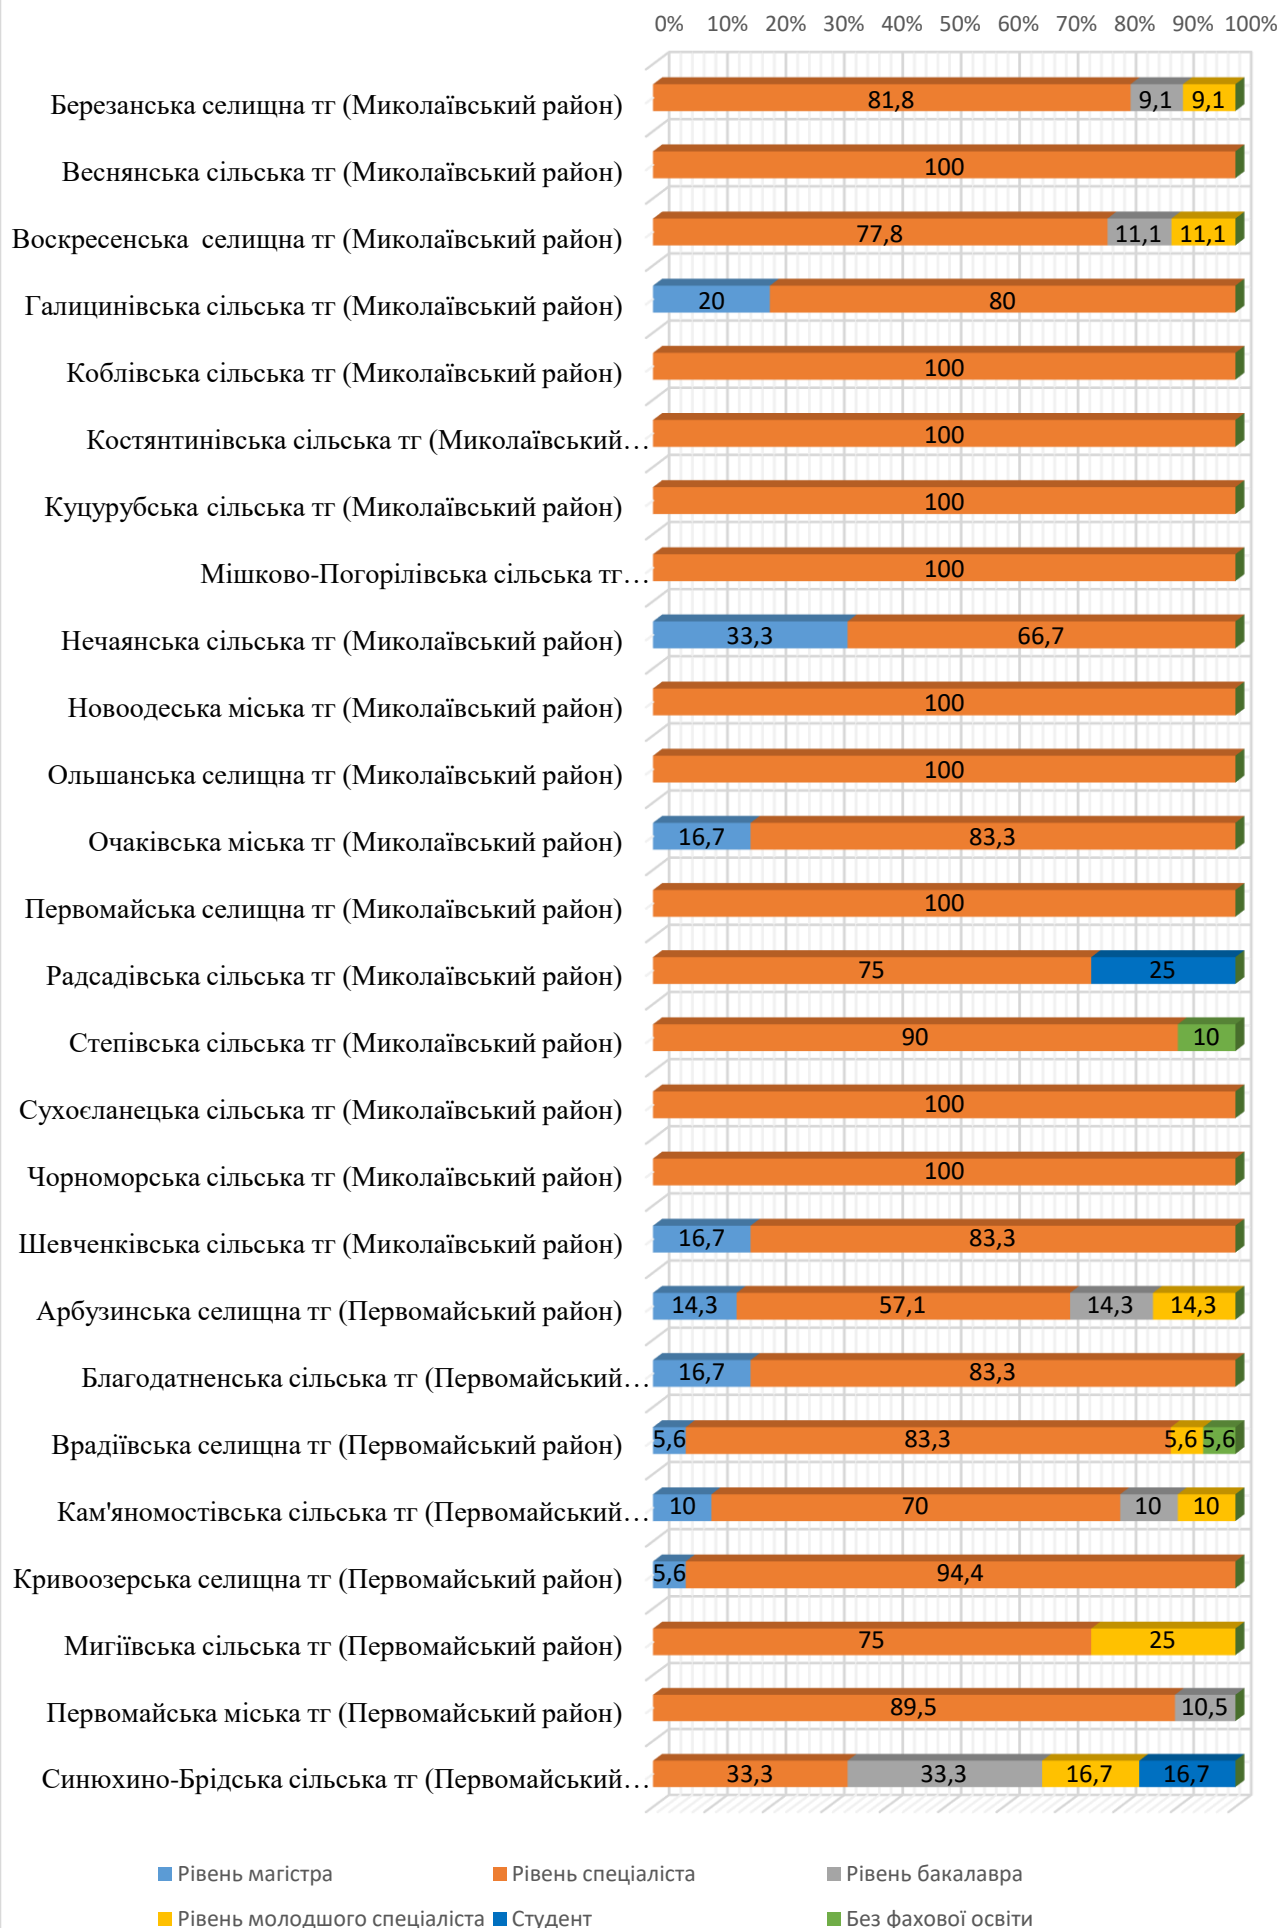 0% 10% 20% 30% 40% 50% 60% 70% 80% 90% 100%
Березанська селищна тг (Миколаївський район) 81,8 9,1 9,1
Веснянська сільська тг (Миколаївський район) 100
Воскресенська селищна тг (Миколаївський район) 77,8 11,1 11,1
Галицинівська сільська тг (Миколаївський район) 20 80
Коблівська сільська тг (Миколаївський район) 100
Костянтинівська сільська тг (Миколаївський… 100
Куцурубська сільська тг (Миколаївський район) 100
Мішково-Погорілівська сільська тг… 100
Нечаянська сільська тг (Миколаївський район) 33,3 66,7
Новоодеська міська тг (Миколаївський район) 100
Ольшанська селищна тг (Миколаївський район) 100
Очаківська міська тг (Миколаївський район) 16,7 83,3
Первомайська селищна тг (Миколаївський район) 100
Радсадівська сільська тг (Миколаївський район) 75 25
Степівська сільська тг (Миколаївський район) 90 10
Сухоєланецька сільська тг (Миколаївський район) 100
Чорноморська сільська тг (Миколаївський район) 100
Шевченківська сільська тг (Миколаївський район) 16,7 83,3
Арбузинська селищна тг (Первомайський район) 14,3 57,1 14,3 14,3
Благодатненська сільська тг (Первомайський… 16,7 83,3
Врадіївська селищна тг (Первомайський район) 5,6 83,3 5,6 5,6
Кам'яномостівська сільська тг (Первомайський… 10 70 10 10
Кривоозерська селищна тг (Первомайський район) 5,6 94,4
Мигіївська сільська тг (Первомайський район) 75 25
Первомайська міська тг (Первомайський район) 89,5 10,5
Синюхино-Брідська сільська тг (Первомайський… 33,3 33,3 16,7 16,7
Рівень магістра Рівень спеціаліста Рівень бакалавра
Рівень молодшого спеціаліста Студент Без фахової освіти